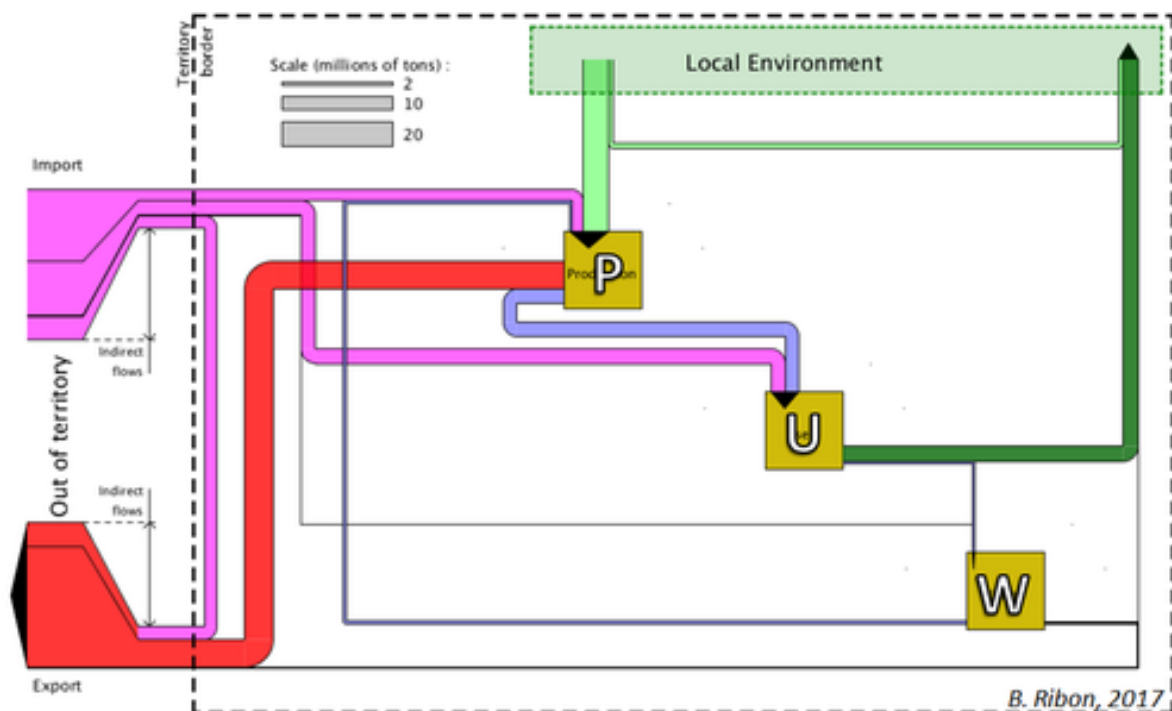 Territory
border
Scale (millions of tons) :
2
10
20
Local Environment
Import
P
Indirect
flows
Out of territory
U
Indirect
flows
W
Export
B. Ribon, 2017